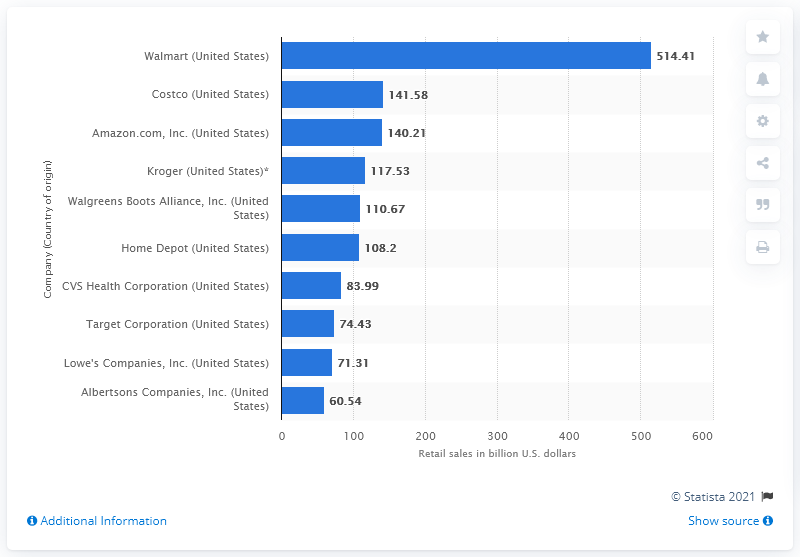 Company (Country of origin)
Walmart (United States) 514.41
Costco (United States) 141.58
Amazon.com, Inc. (United States) 140.21
Kroger (United States)* 117.53
Walgreens Boots Alliance, Inc. (United
States) 110.67
Home Depot (United States) 108.2
CVS Health Corporation (United States) 83.99
Target Corporation (United States) 74.43
Lowe's Companies, Inc. (United States) 71.31
Albertsons Companies, Inc. (United
States) 60.54
0 100 200 300 400 500 600
Retail sales in billion U.S. dollars
© Statista 2021
Additional Information
Show source